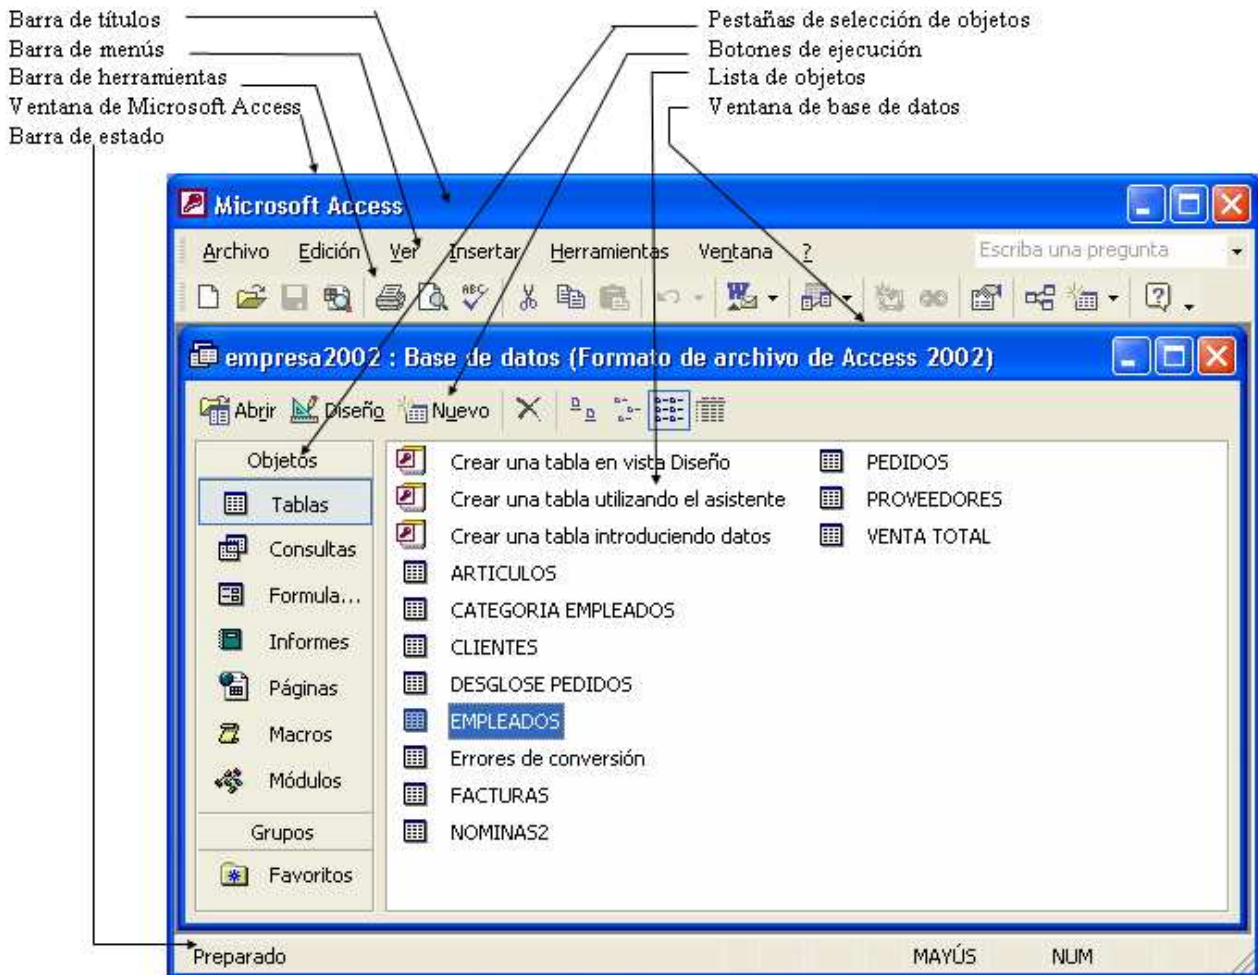 Barra de títulos
Barra de menús
Barra de herramientas
Ventana de Microsoft Access
Barra de estado
Pestañas de selección de objetos
Botones de ejecución
Lista de objetos
Ventana de base de datos
Microsoft Access
Archivo Edición Ver Insertar Herramientas Ventana ? Escriba una pregunta
ABC W ?
empresa2002 : Base de datos (Formato de archivo de Access 2002)
Abrir Diseño Nuevo
Objetos
Tablas
Consultas
Formula...
Informes
Páginas
Macros
Módulos
Grupos
Favoritos
Crear una tabla en vista Diseño
Crear una tabla utilizando el asistente
Crear una tabla introduciendo datos
ARTICULOS
CATEGORIA EMPLEADOS
CLIENTES
DESGLOSE PEDIDOS
EMPLEADOS
Errores de conversión
FACTURAS
NOMINAS2
PEDIDOS
PROVEEDORES
VENTA TOTAL
Preparado MAYÚS NUM